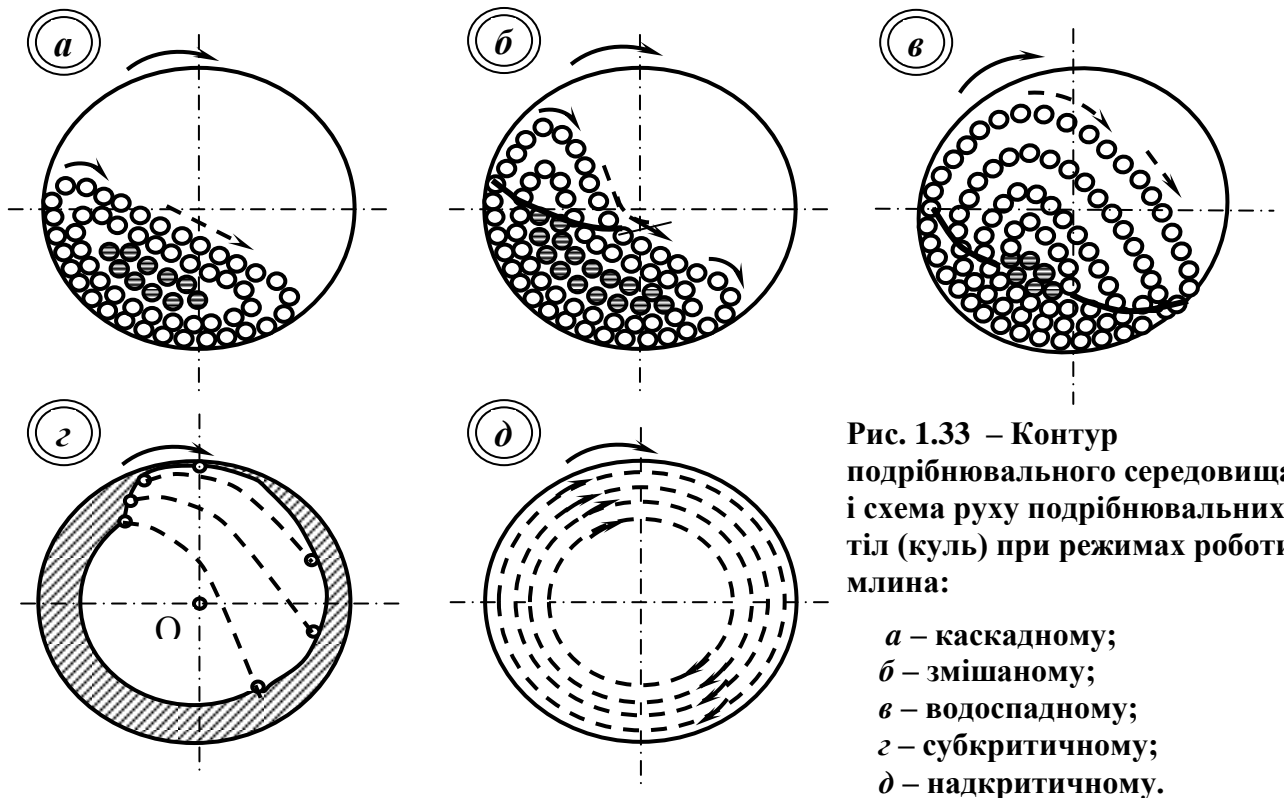 а
б
в
г
д
О
Рис. 1.33 – Контур
подрібнювального середовища
і схема руху подрібнювальних
тіл (куль) при режимах роботи
млина:
а – каскадному;
б – змішаному;
в – водоспадному;
г – субкритичному;
д – надкритичному.